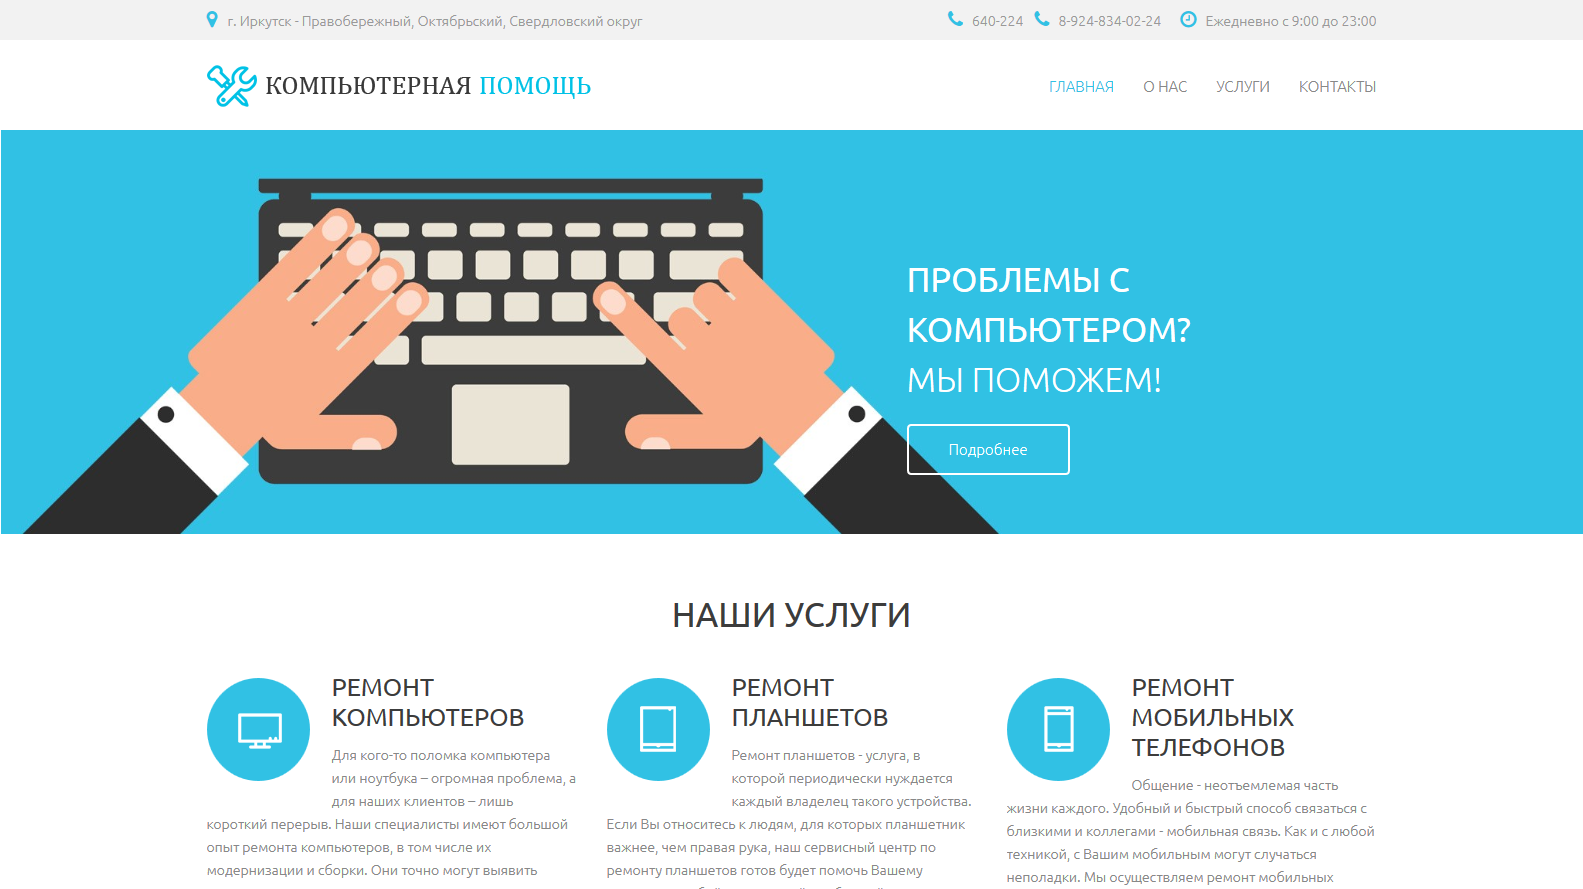 г. Иркутск - Правобережный, Октябрьский, Свердловский округ
640-224 8-924-834-02-24 Ежедневно с 9:00 до 23:00
КОМПЬЮТЕРНАЯ ПОМОЩЬ
ГЛАВНАЯ О НАС УСЛУГИ КОНТАКТЫ
ПРОБЛЕМЫ С
КОМПЬЮТЕРОМ?
МЫ ПОМОЖЕМ!
Подробнее
НАШИ УСЛУГИ
РЕМОНТ
КОМПЬЮТЕРОВ
Для кого-то поломка компьютера
или ноутбука – огромная проблема, а
для наших клиентов – лишь
короткий перерыв. Наши специалисты имеют большой
опыт ремонта компьютеров, в том числе их
модернизации и сборки. Они точно могут выявить
РЕМОНТ
ПЛАНШЕТОВ
Ремонт планшетов - услуга, в
которой периодически нуждается
каждый владелец такого устройства.
Если Вы относитесь к людям, для которых планшетник
важнее, чем правая рука, наш сервисный центр по
ремонту планшетов готов будет помочь Вашему
РЕМОНТ
МОБИЛЬНЫХ
ТЕЛЕФОНОВ
Общение - неотъемлемая часть
жизни каждого. Удобный и быстрый способ связаться с
близкими и коллегами - мобильная связь. Как и с любой
техникой, с Вашим мобильным могут случаться
неполадки. Мы осуществляем ремонт мобильных